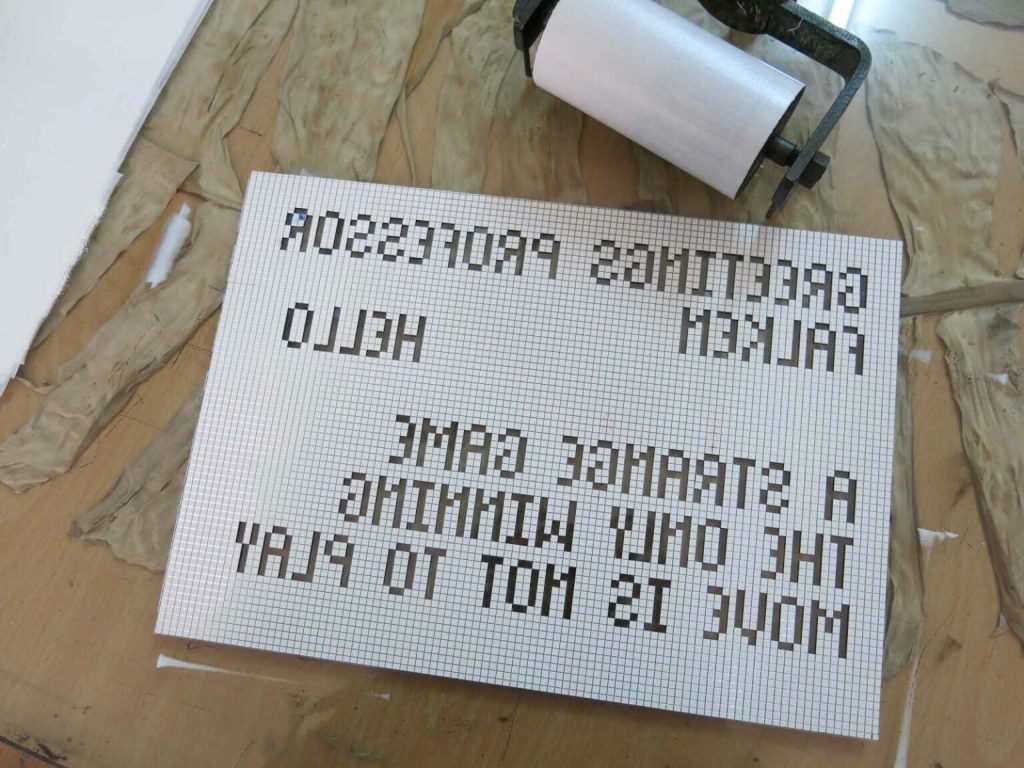 GREETINGS PROFESSOR
FALKEN HELLO
A STRANGE GAME
THE ONLY WINNING
MOVE IS NOT TO PLAY